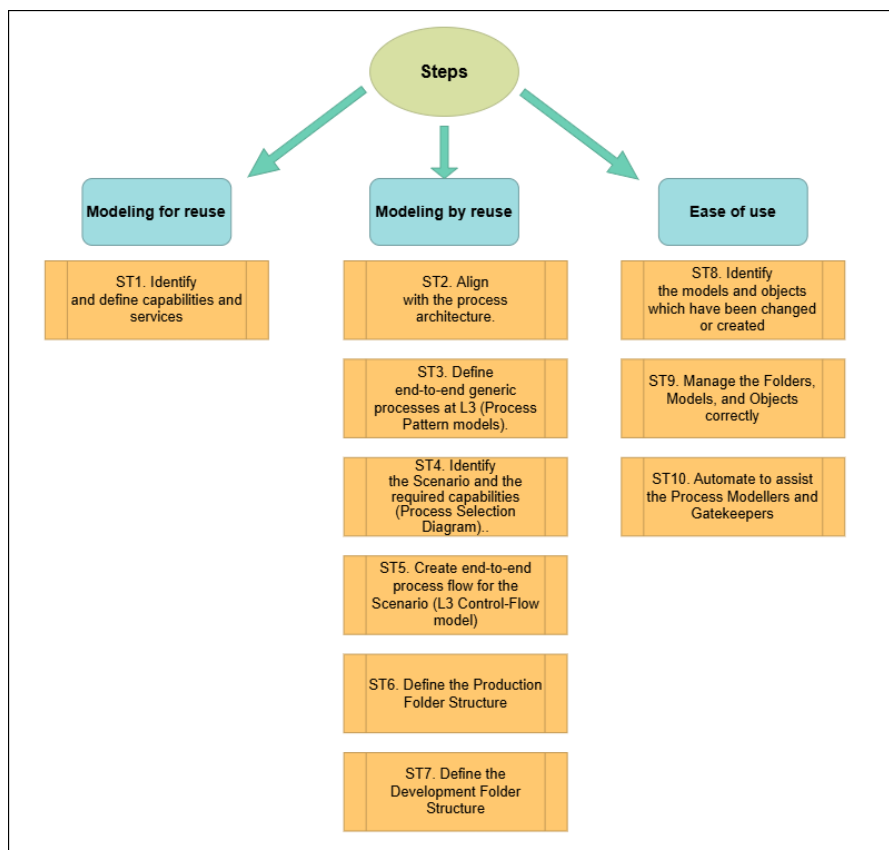 Steps
Modeling for reuse
Modeling by reuse
Ease of use
ST1. Identify
and define capabilities and
services
ST2. Align
with the process
architecture.
ST3. Define
end-to-end generic
processes at L3 (Process
Pattern models).
ST4. Identify
the Scenario and the
required capabilities
(Process Selection
Diagram)..
ST5. Create end-to-end
process flow for the
Scenario (L3 Control-Flow
model)
ST6. Define the Production
Folder Structure
ST7. Define the
Development Folder
Structure
ST8. Identify
the models and objects
which have been changed
or created
ST9. Manage the Folders,
Models, and Objects
correctly
ST10. Automate to assist
the Process Modellers and
Gatekeepers